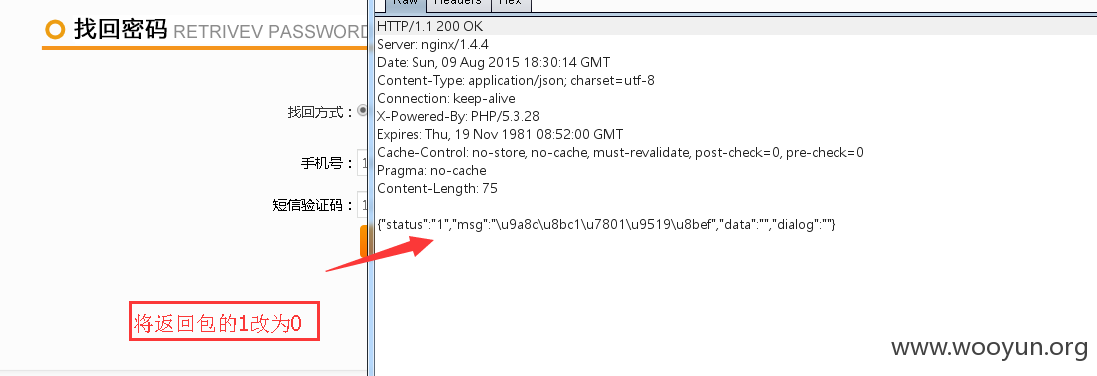 Raw Headers Hex
找回密码 RETRIVEV PASSWORD
HTTP/1.1 200 OK
Server: nginx/1.4.4
Date: Sun, 09 Aug 2015 18:30:14 GMT
Content-Type: application/json; charset=utf-8
Connection: keep-alive
X-Powered-By: PHP/5.3.28
Expires: Thu, 19 Nov 1981 08:52:00 GMT
Cache-Control: no-store, no-cache, must-revalidate, post-check=0, pre-check=0
Pragma: no-cache
Content-Length: 75
{"status":"1","msg":"\u9a8c\u8bc1\u7801\u9519\u8bef","data":"","dialog":""}
找回方式：
手机号：1
短信验证码：1
将返回包的1改为0
www.wooyun.org